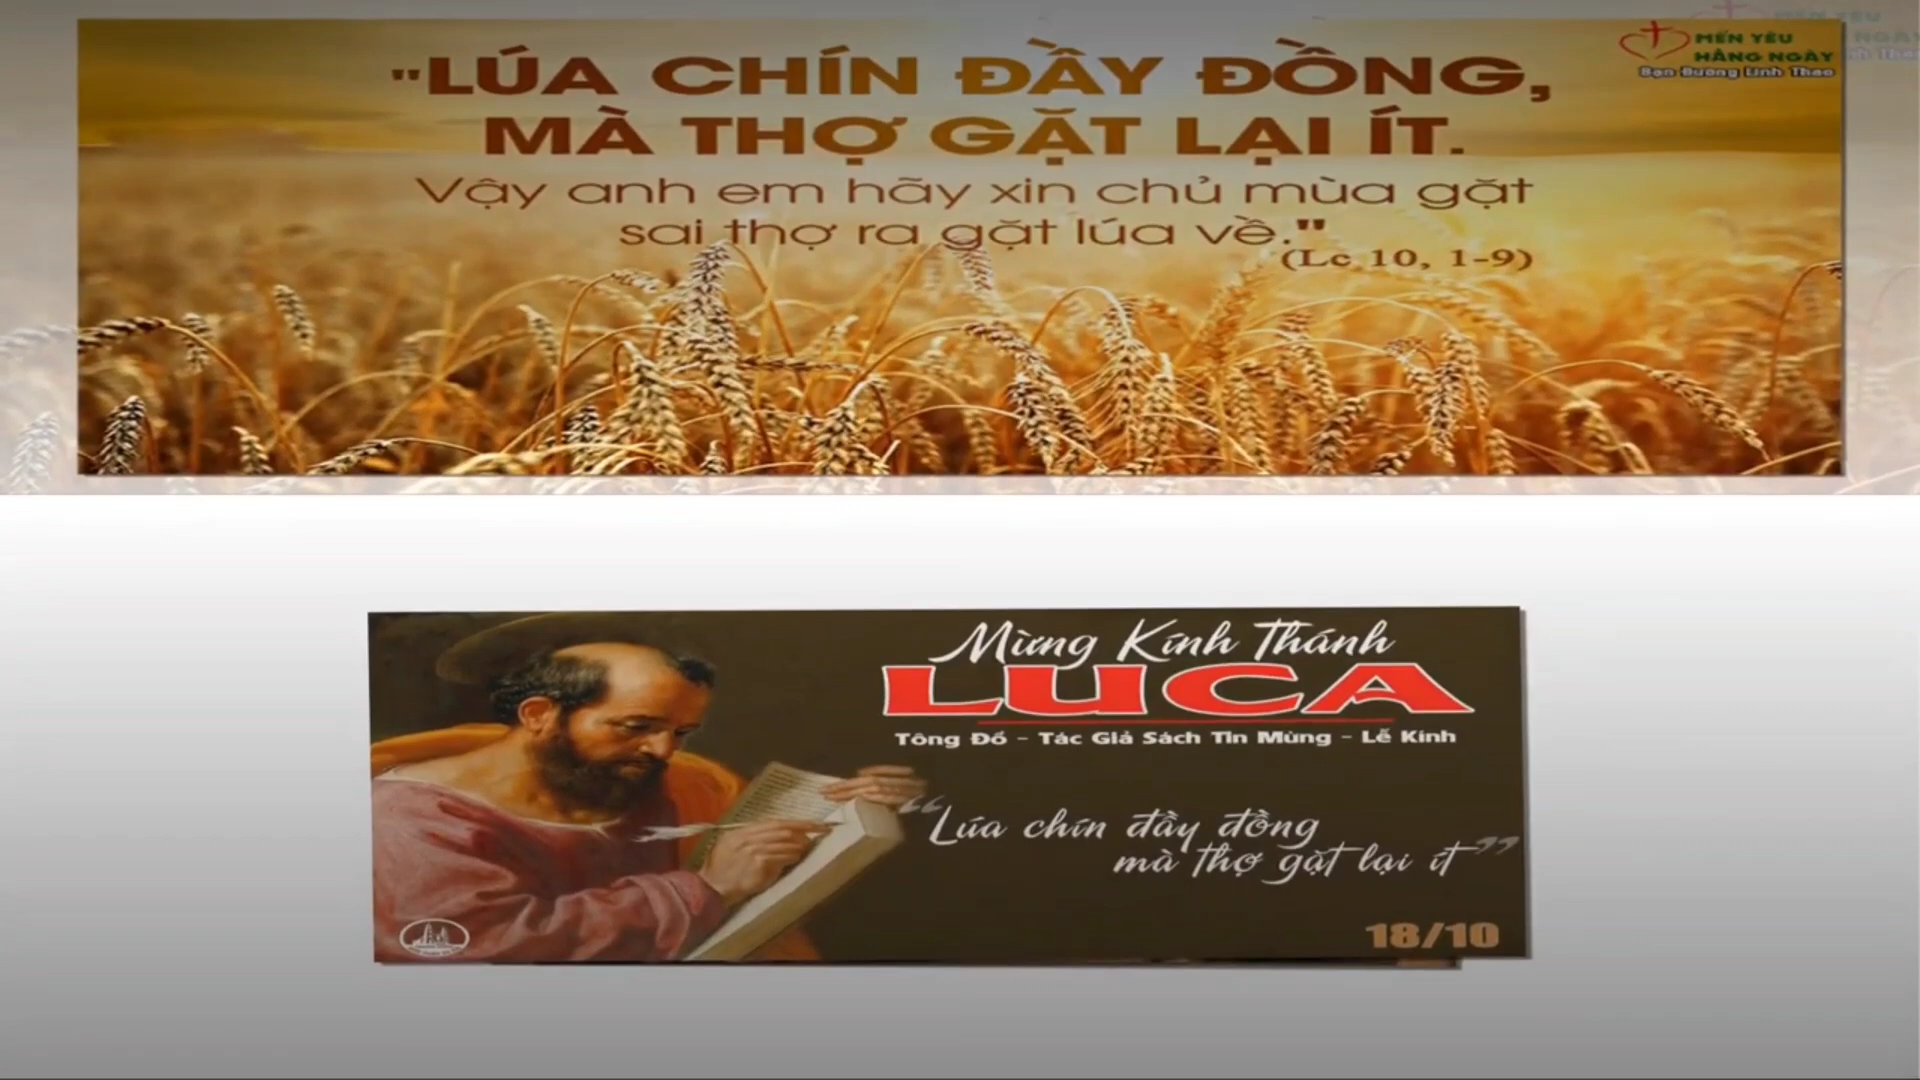 MẾN YÊU
HẰNG NGÀY
Bạn Đường Linh Thao
"LÚA CHÍN ĐẦY ĐỒNG,
MÀ THỢ GẶT LẠI ÍT.
Vậy anh em hãy xin chủ mùa gặt
sai thợ ra gặt lúa về."
(Lc 10, 1-9)
Mừng Kính Thánh
LUCA
Tông Đồ - Tác Giả Sách Tin Mừng - Lễ Kính
“Lúa chín đầy đồng
mà thợ gặt lại ít”
18/10